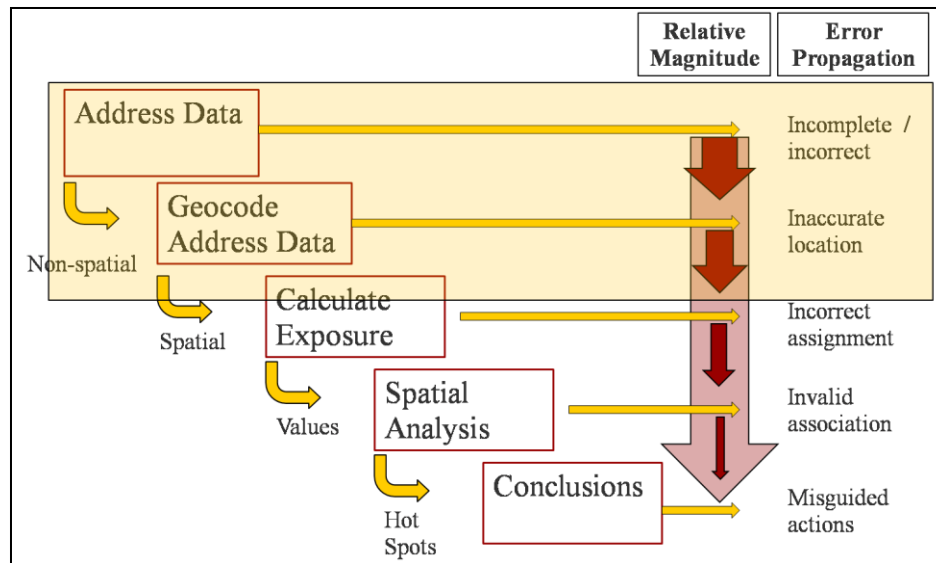 Relative
Magnitude
Error
Propagation
Address Data
Incomplete /
incorrect
Geocode
Address Data
Inaccurate
location
Non-spatial
Calculate
Exposure
Incorrect
assignment
Spatial
Spatial
Analysis
Invalid
association
Values
Conclusions
Misguided
actions
Hot
Spots